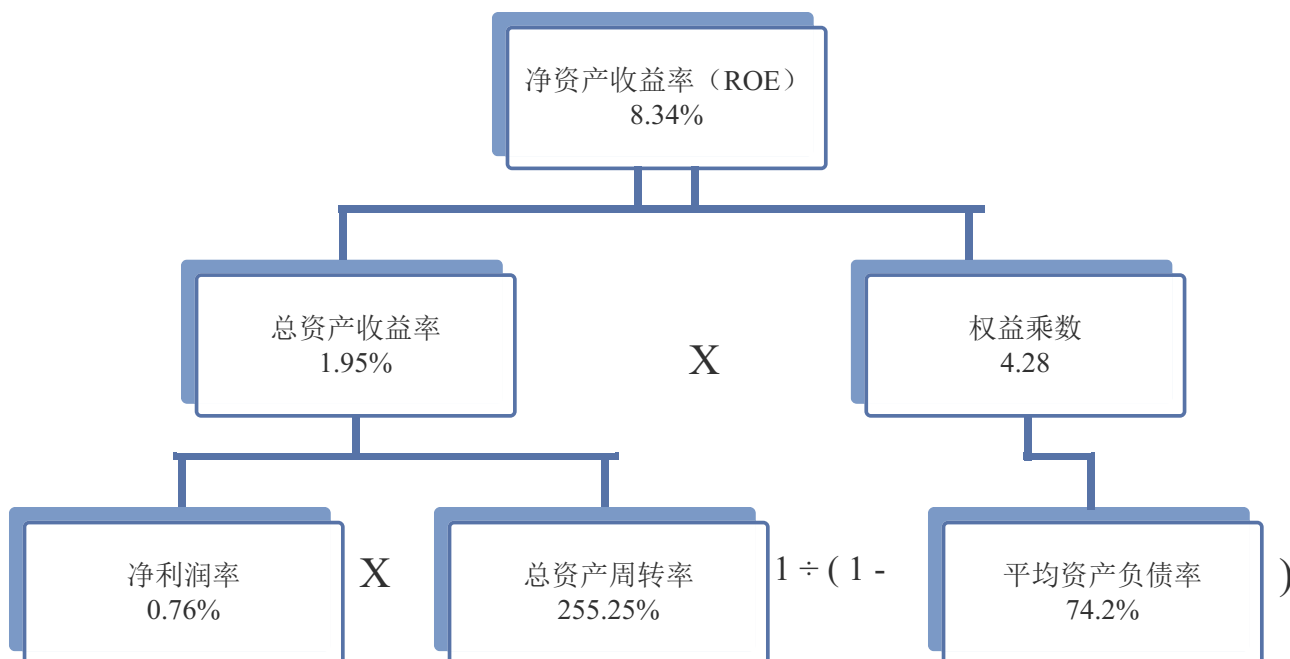 净资产收益率（ROE）
8.34%
总资产收益率
1.95%
X
权益乘数
4.28
净利润率
0.76%
X
总资产周转率
255.25%
1 ÷ ( 1 -
平均资产负债率
74.2%
)